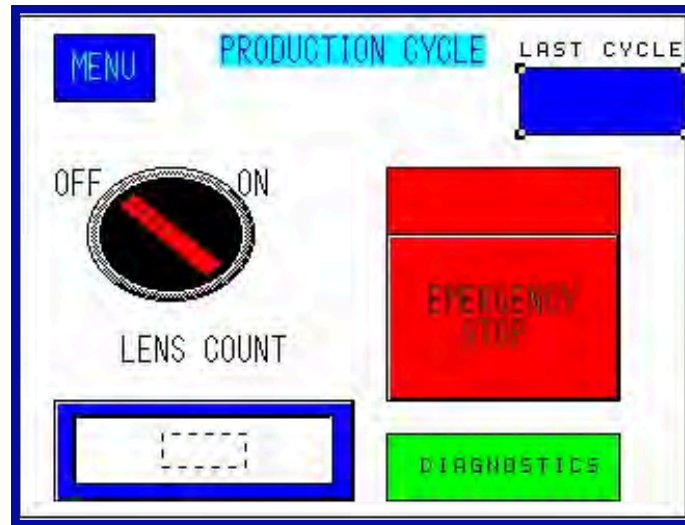 MENU
PRODUCTION CYCLE
LAST CYCLE
OFF
ON
EMERGENCY
STOP
LENS COUNT
DIAGNOSTICS